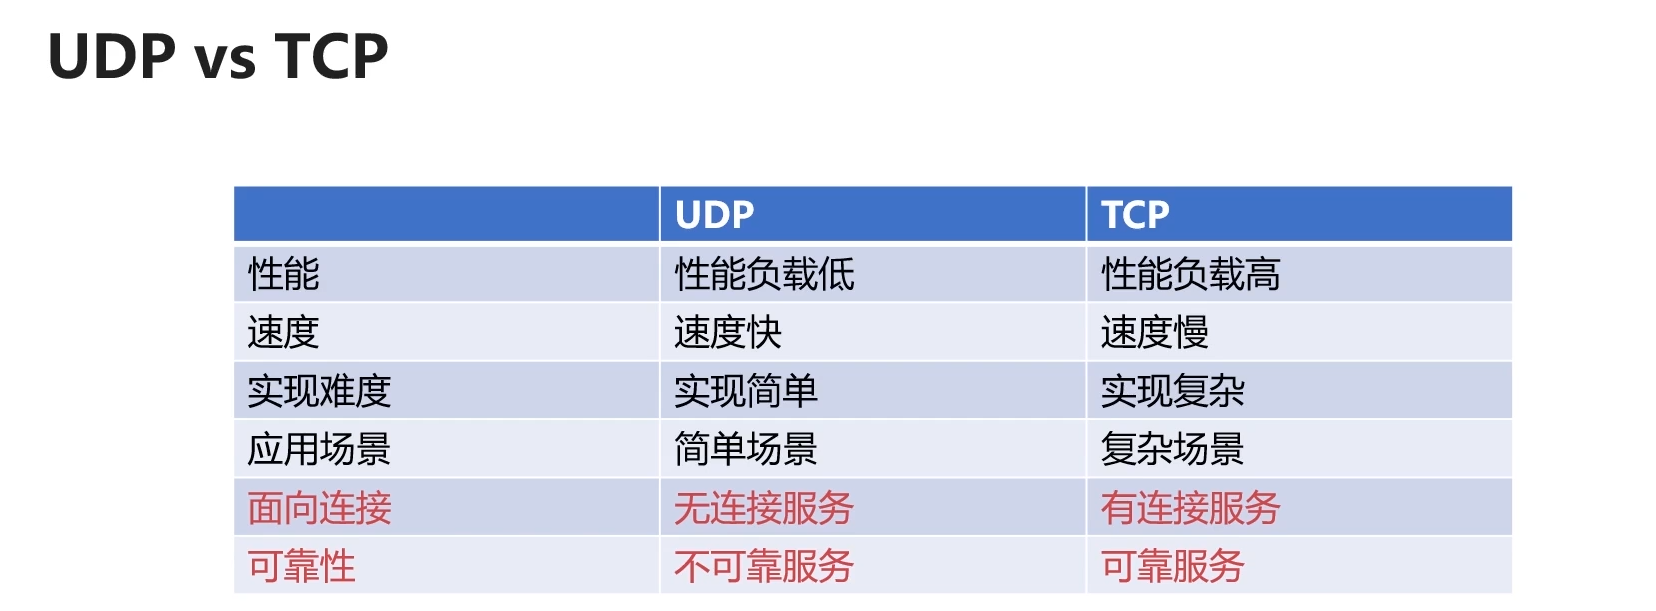 UDP vs TCP
UDP TCP
性能 性能负载低 性能负载高
速度 速度快 速度慢
实现难度 实现简单 实现复杂
应用场景 简单场景 复杂场景
面向连接 无连接服务 有连接服务
可靠性 不可靠服务 可靠服务